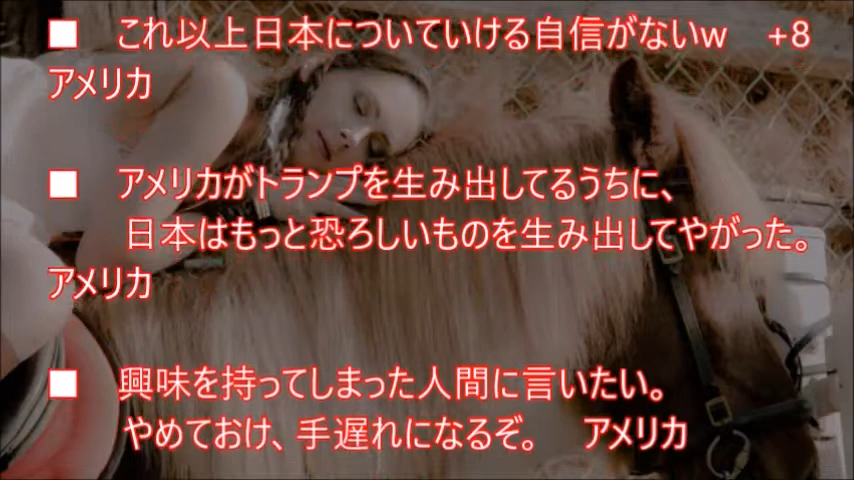 ■ これ以上日本についていける自信がないw +8
アメリカ
■ アメリカがトランプを生み出してるうちに、
日本はもっと恐ろしいものを生み出してやがった。
アメリカ
■ 興味を持ってしまった人間に言いたい。
やめておけ、手遅れになるぞ。 アメリカ